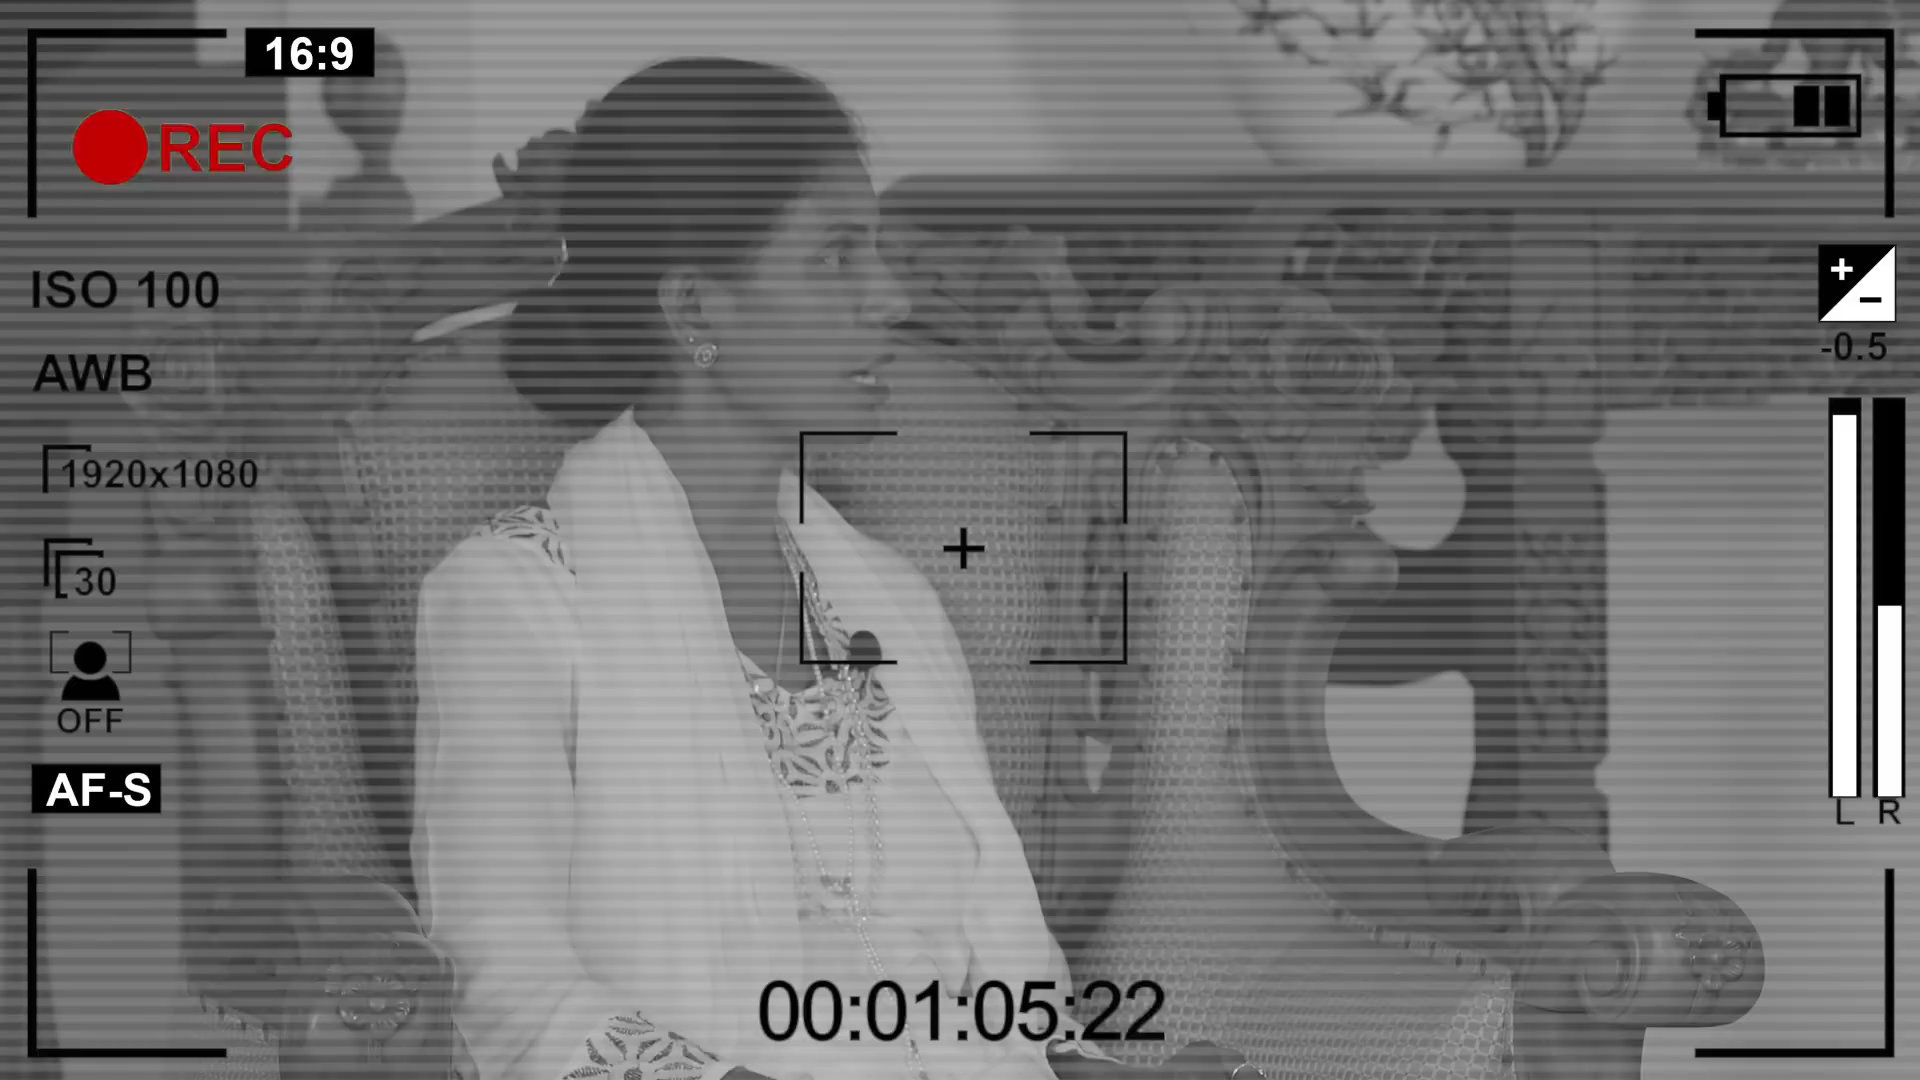 16:9
REC
ISO 100
AWB
1920x1080
30
OFF
AF-S
-0.5
L R
00:01:05:22